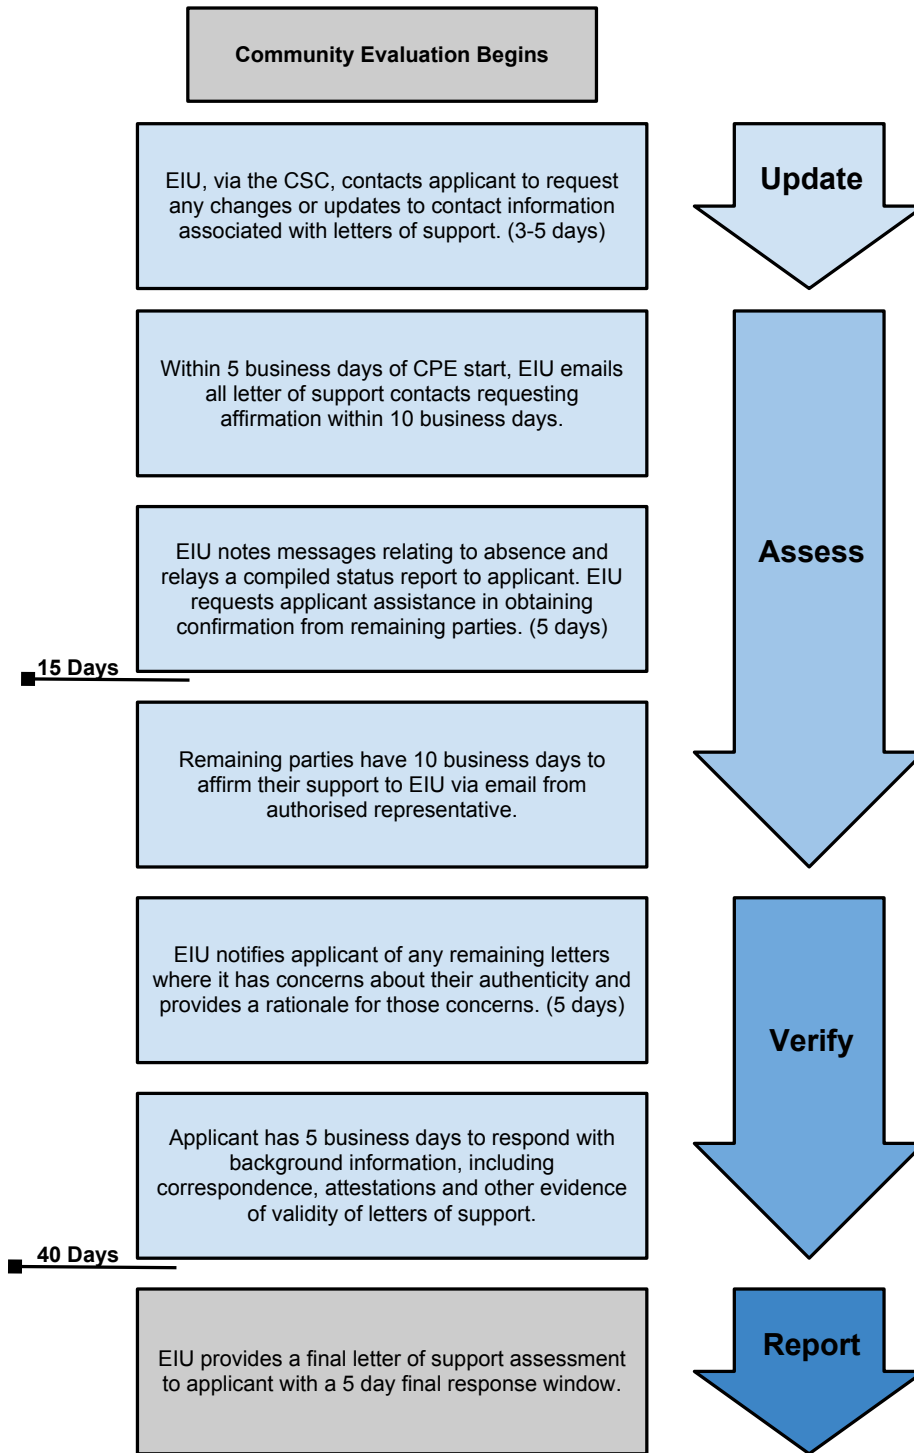 Community Evaluation Begins
EIU, via the CSC, contacts applicant to request
any changes or updates to contact information
associated with letters of support. (3-5 days)
Update
Within 5 business days of CPE start, EIU emails
all letter of support contacts requesting
affirmation within 10 business days.
EIU notes messages relating to absence and
relays a compiled status report to applicant. EIU
requests applicant assistance in obtaining
confirmation from remaining parties. (5 days)
Assess
15 Days
Remaining parties have 10 business days to
affirm their support to EIU via email from
authorised representative.
EIU notifies applicant of any remaining letters
where it has concerns about their authenticity and
provides a rationale for those concerns. (5 days)
Verify
Applicant has 5 business days to respond with
background information, including
correspondence, attestations and other evidence
of validity of letters of support.
40 Days
EIU provides a final letter of support assessment
to applicant with a 5 day final response window.
Report